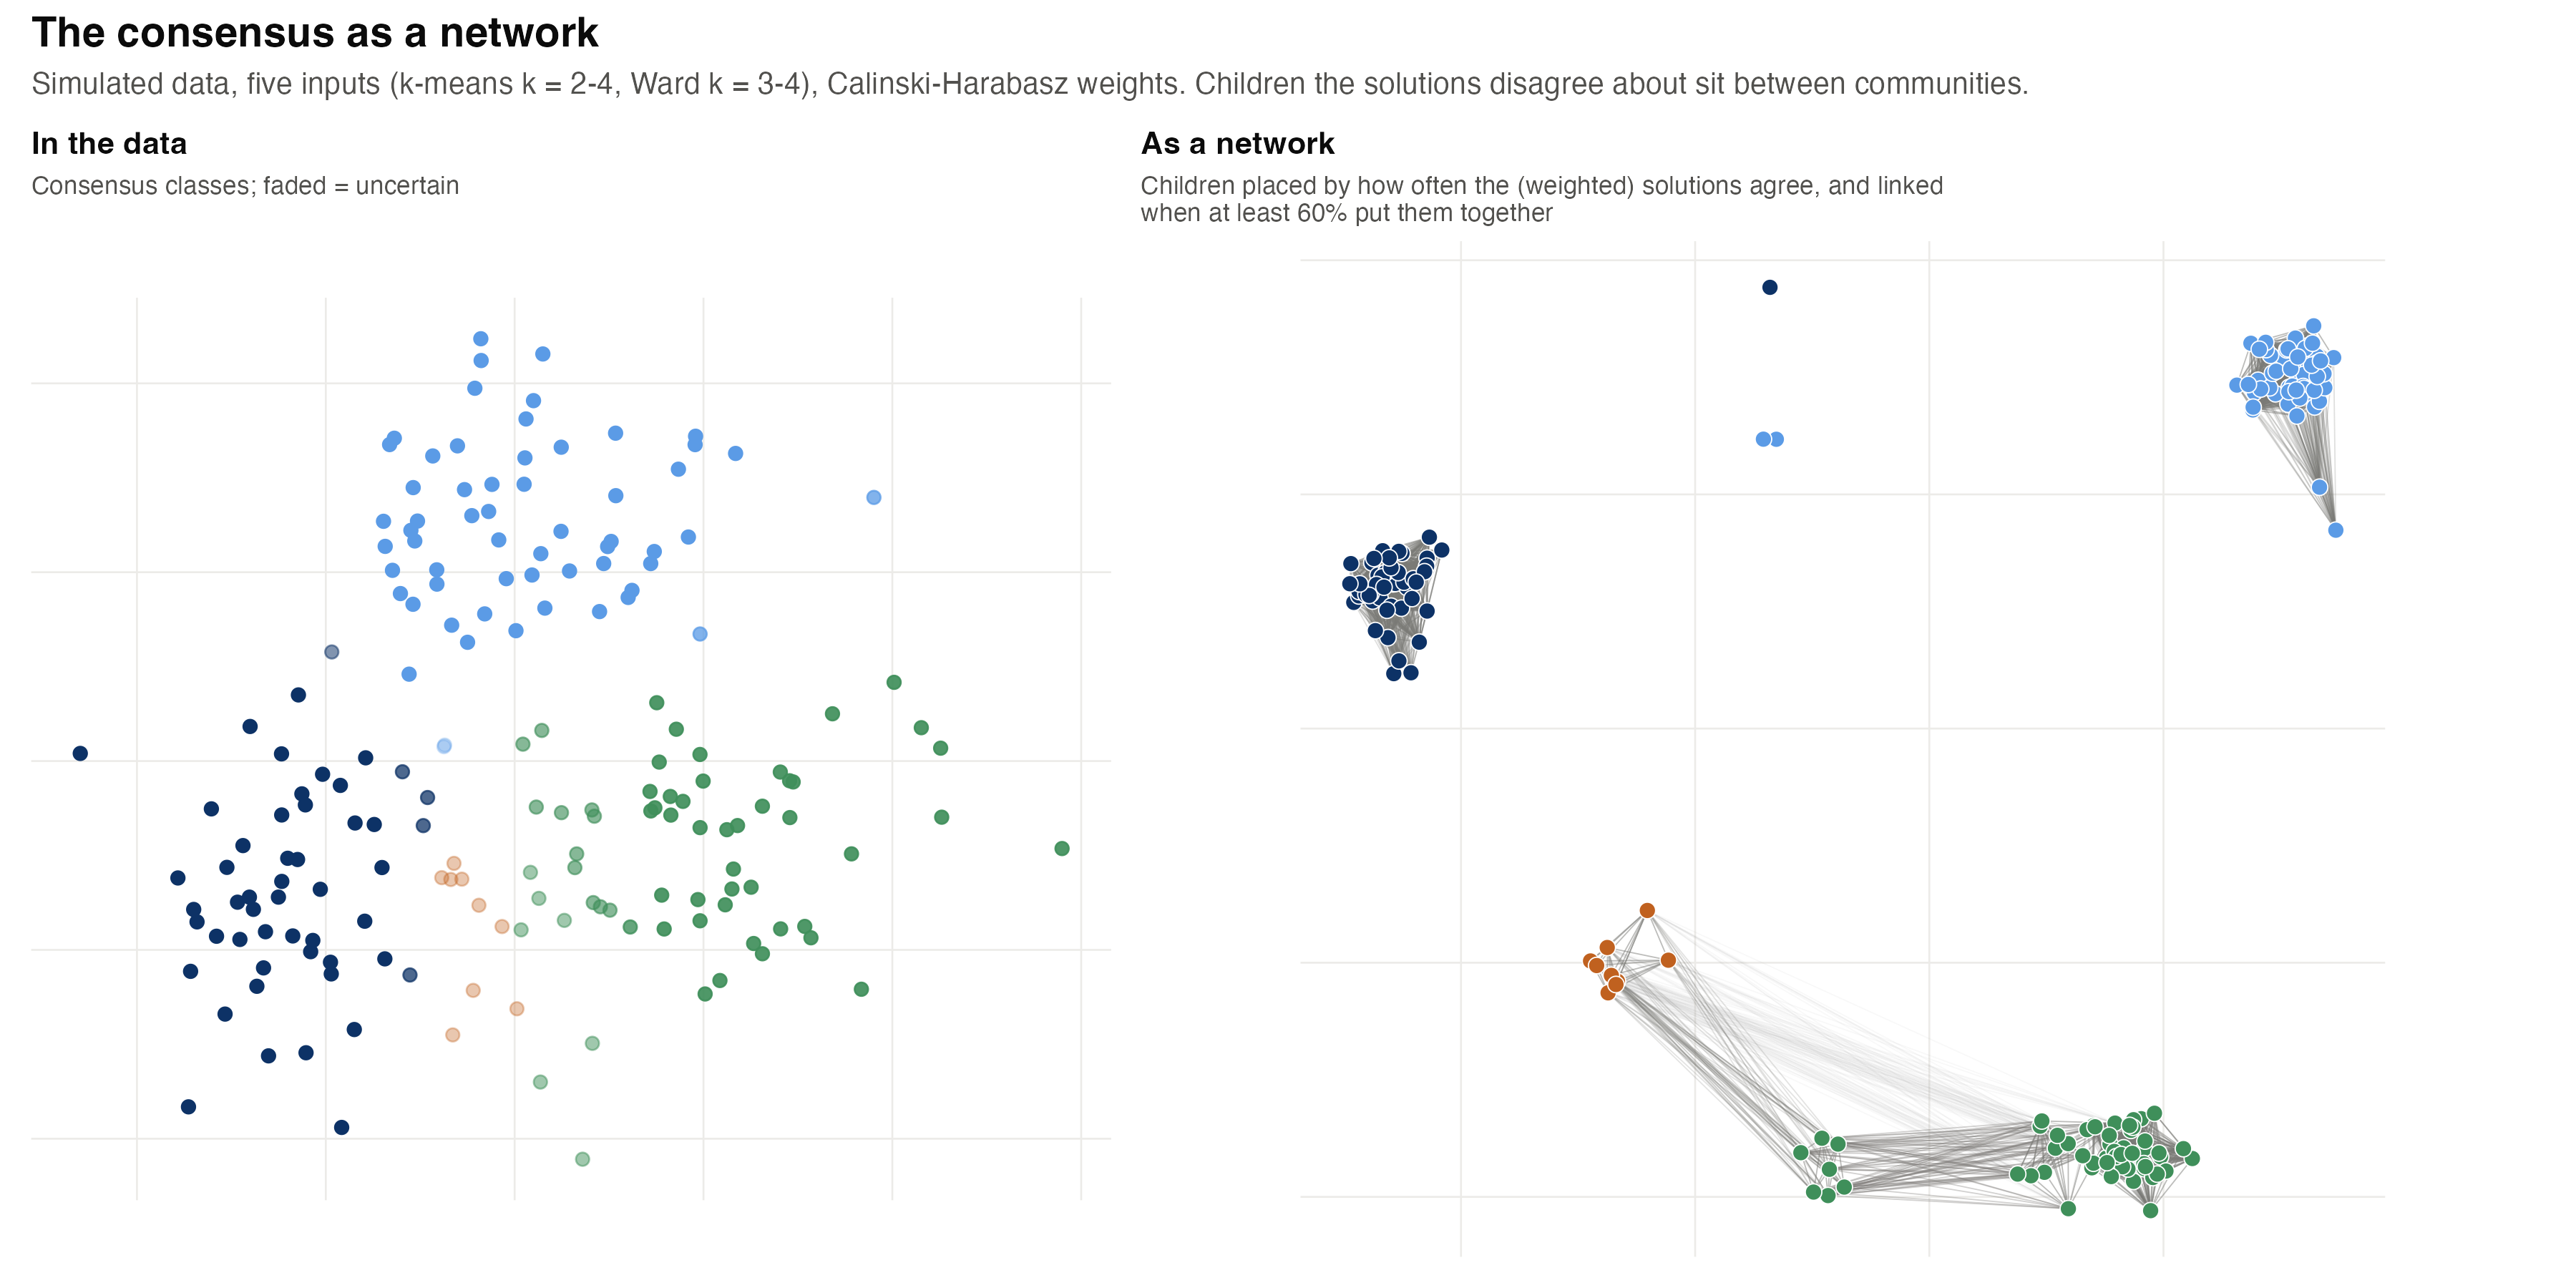 The consensus as a network
Simulated data, five inputs (k-means k = 2-4, Ward k = 3-4), Calinski-Harabasz weights. Children the solutions disagree about sit between communities.
In the data
Consensus classes; faded = uncertain
As a network
Children placed by how often the (weighted) solutions agree, and linked
when at least 60% put them together